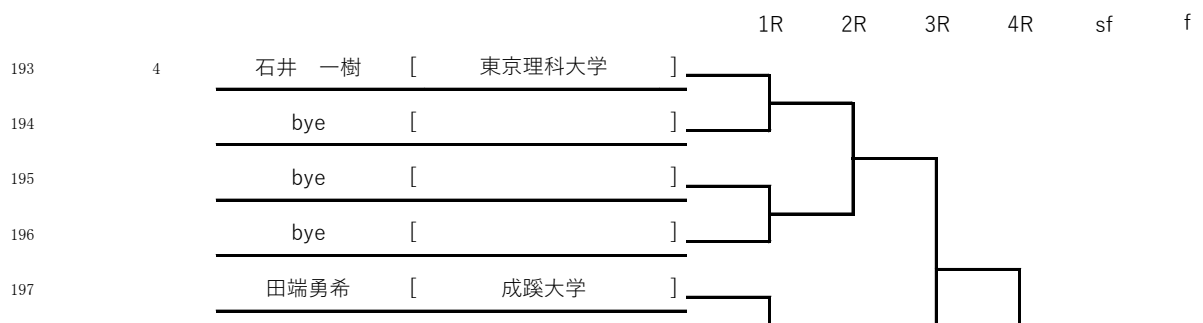 1R 2R 3R 4R sf f
193 4 石井 一樹 [ 東京理科大学 ]
194 bye [ ]
195 bye [ ]
196 bye [ ]
197 田端勇希 [ 成蹊大学 ]